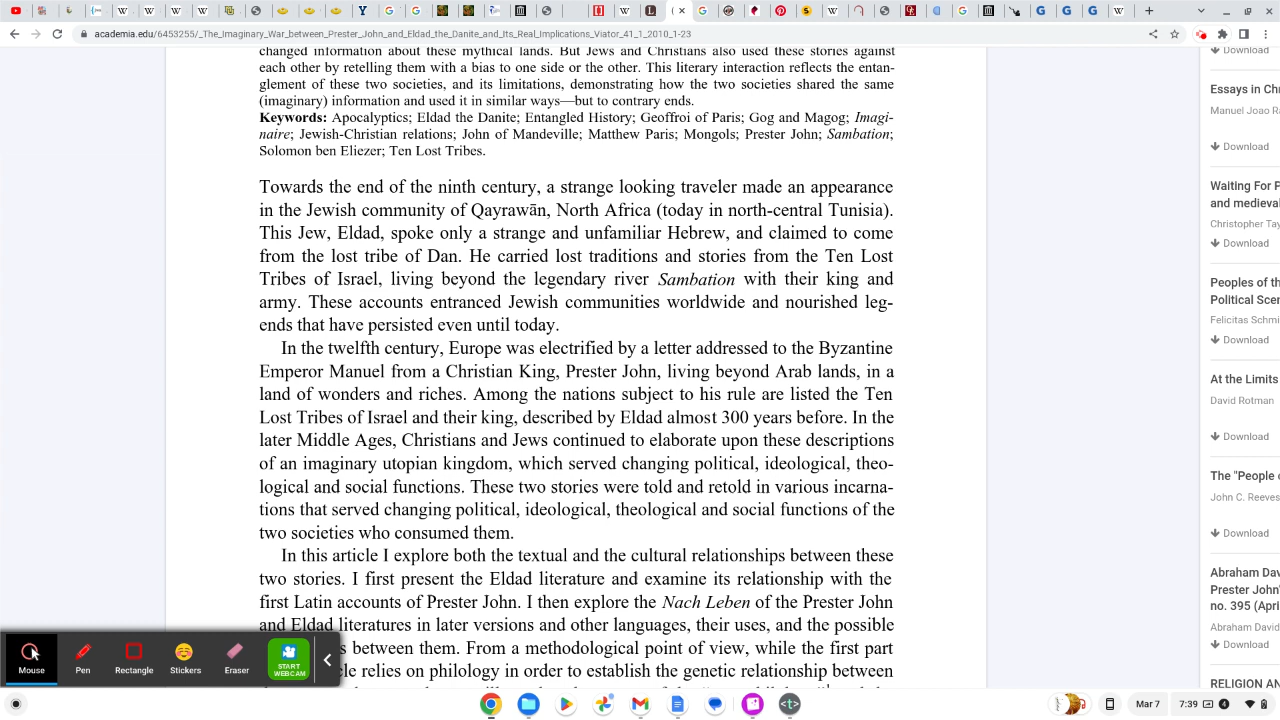 academia.edu/6453255/_The_Imaginary_War_between_Prester_John_and_Eldad_the_Danite_and_Its_Real_Implications_Viator_41_1_2010_1-23
changed information about these mythical lands. But Jews and Christians also used these stories against
each other by retelling them with a bias to one side or the other. This literary interaction reflects the entan-
glement of these two societies, and its limitations, demonstrating how the two societies shared the same
(imaginary) information and used it in similar ways—but to contrary ends.
Keywords: Apocalyptics; Eldad the Danite; Entangled History; Geoffroi of Paris; Gog and Magog; Imagi-
naire; Jewish-Christian relations; John of Mandeville; Matthew Paris; Mongols; Prester John; Sambation;
Solomon ben Eliezer; Ten Lost Tribes.
Towards the end of the ninth century, a strange looking traveler made an appearance
in the Jewish community of Qayrawān, North Africa (today in north-central Tunisia).
This Jew, Eldad, spoke only a strange and unfamiliar Hebrew, and claimed to come
from the lost tribe of Dan. He carried lost traditions and stories from the Ten Lost
Tribes of Israel, living beyond the legendary river Sambation with their king and
army. These accounts entranced Jewish communities worldwide and nourished leg-
ends that have persisted even until today.
In the twelfth century, Europe was electrified by a letter addressed to the Byzantine
Emperor Manuel from a Christian King, Prester John, living beyond Arab lands, in a
land of wonders and riches. Among the nations subject to his rule are listed the Ten
Lost Tribes of Israel and their king, described by Eldad almost 300 years before. In the
later Middle Ages, Christians and Jews continued to elaborate upon these descriptions
of an imaginary utopian kingdom, which served changing political, ideological, theo-
logical and social functions. These two stories were told and retold in various incarna-
tions that served changing political, ideological, theological and social functions of the
two societies who consumed them.
In this article I explore both the textual and the cultural relationships between these
two stories. I first present the Eldad literature and examine its relationship with the
first Latin accounts of Prester John. I then explore the Nach Leben of the Prester John
and Eldad literatures in later versions and other languages, their uses, and the possible
between them. From a methodological point of view, while the first part
relies on philology in order to establish the genetic relationship between
Download
Essays in
Manuel Joao
Download
Waiting For
and medieval
Christopher
Download
Peoples of the
Political
Felicitas
Download
At the Limits
David Rotman
Download
The "People
John C. Reeves
Download
Abraham
Prester John'
no. 395
Abraham David
Download
RELIGION
Mouse
Pen
Rectangle
Stickers
Eraser
START
WEBCAM
Mar 7
7:39